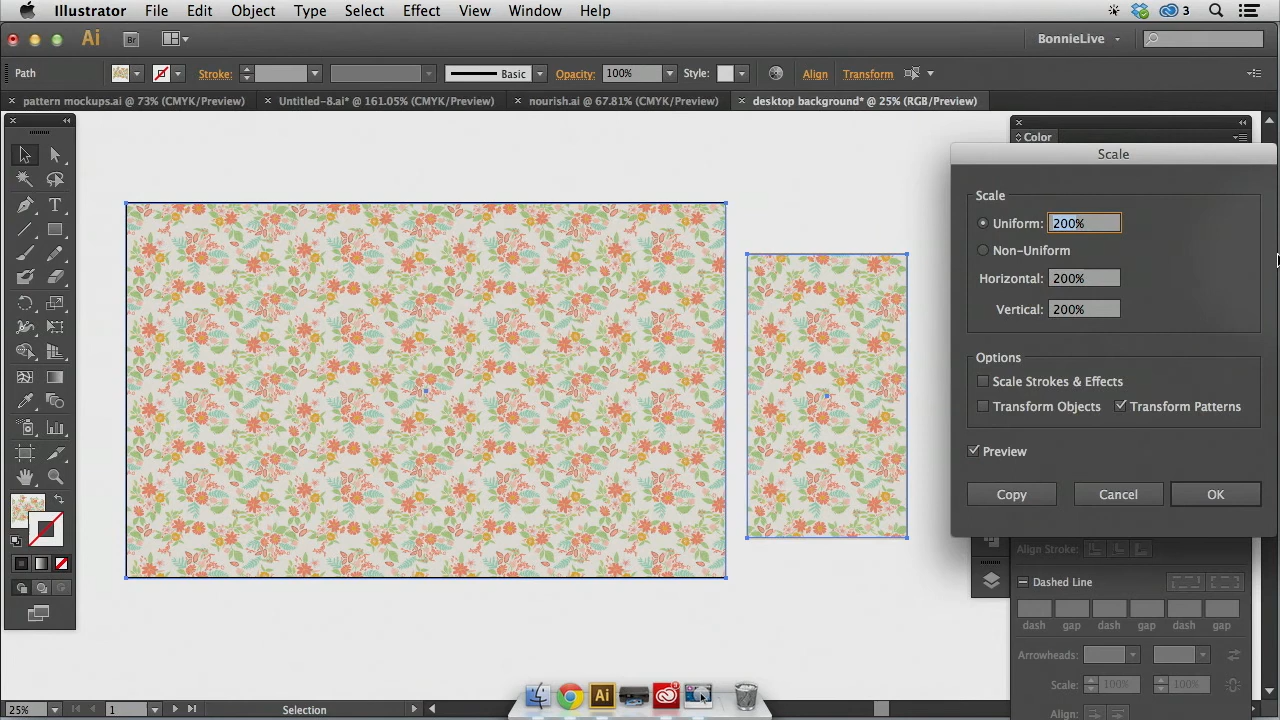 Illustrator File Edit Object Type Select Effect View Window Help 3
Ai Br BonnieLive
Path Stroke: Basic Opacity: 100% Style: Align Transform
× pattern mockups.ai @ 73% (CMYK/Preview) × Untitled-8.ai* @ 161.05% (CMYK/Preview) × nourish.ai @ 67.81% (CMYK/Preview) × desktop background* @ 25% (RGB/Preview)
Color
Scale
Scale
Uniform: 200%
Non-Uniform
Horizontal: 200%
Vertical: 200%
Options
Scale Strokes & Effects
Transform Objects Transform Patterns
Preview
Copy Cancel OK
Align Stroke:
Dashed Line
dash gap dash gap dash gap
Arrowheads:
Scale: 100% 100%
Align:
Ai
25% 1 Selection